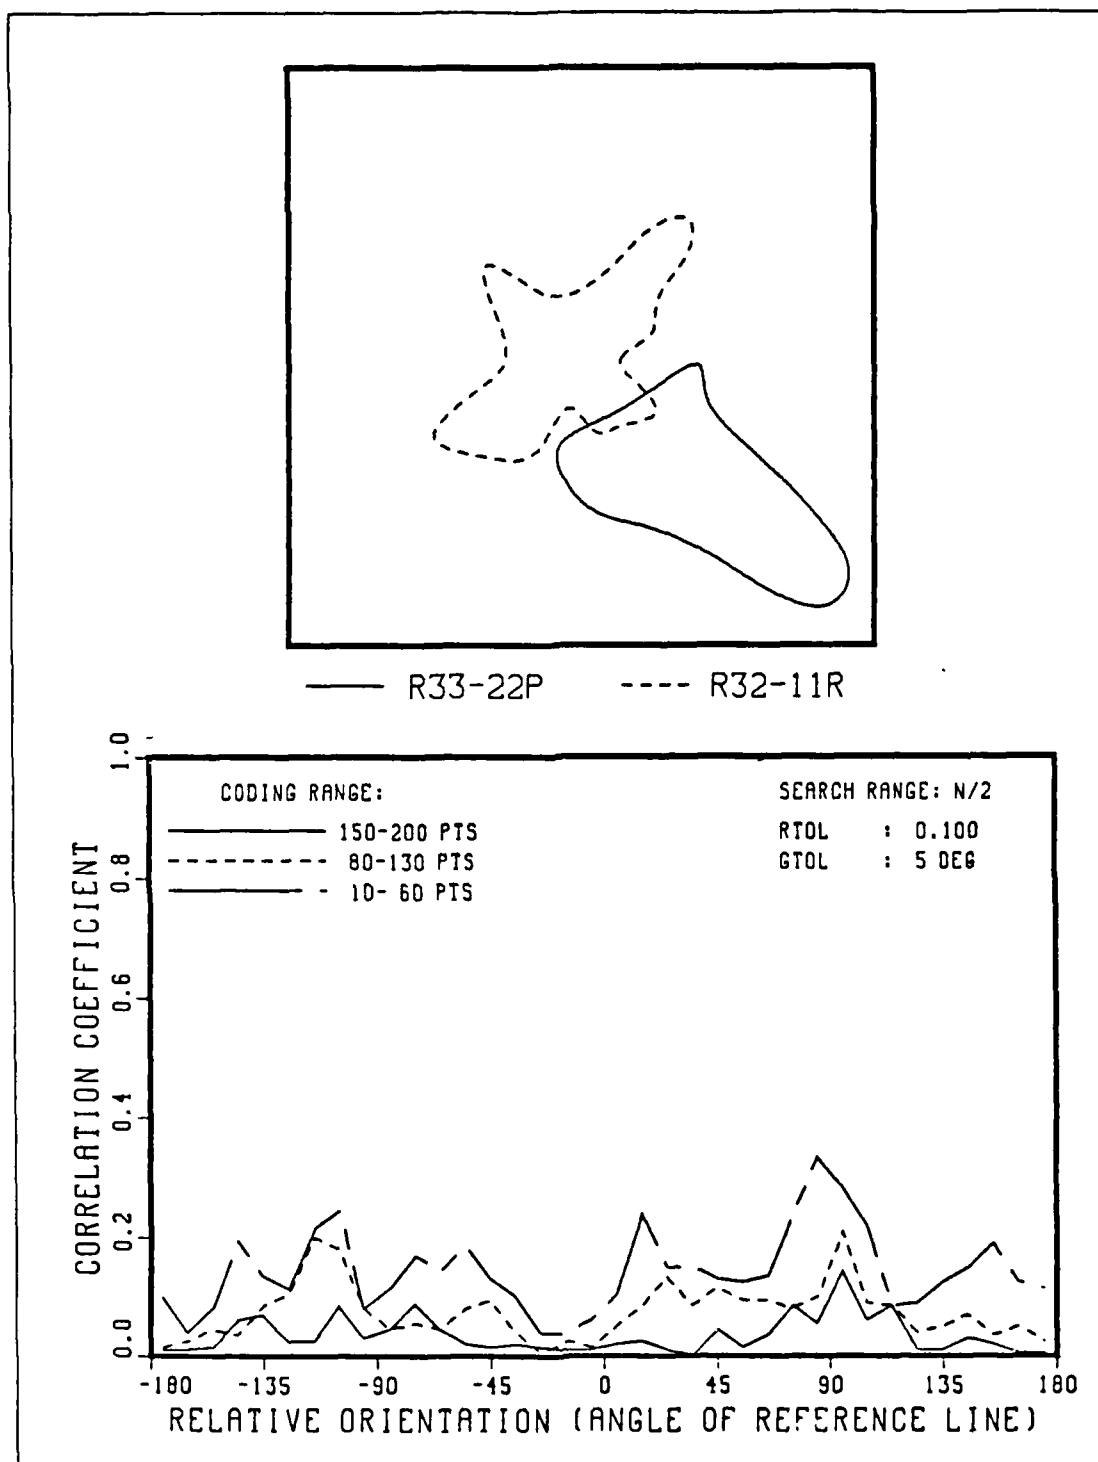 R33-22P R32-11R
CODING RANGE:
150-200 PTS
80-130 PTS
10- 60 PTS
SEARCH RANGE: N/2
RTOL : 0.100
GTOL : 5 DEG
CORRELATION COEFFICIENT
1.0
0.8
0.6
0.4
0.2
0.0
-180 -135 -90 -45 0 45 90 135 180
RELATIVE ORIENTATION (ANGLE OF REFERENCE LINE)